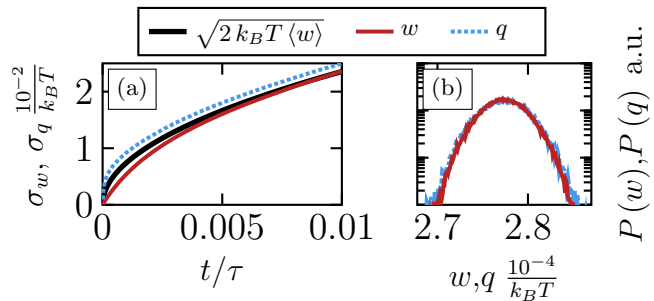 √2 k_B T ⟨w⟩ w q
σ_w, σ_q 10^−2/k_BT
2
1
0
(a)
0 0.005 0.01
t/τ
(b)
2.7 2.8
w,q 10^−4/k_BT
P(w),P(q) a.u.